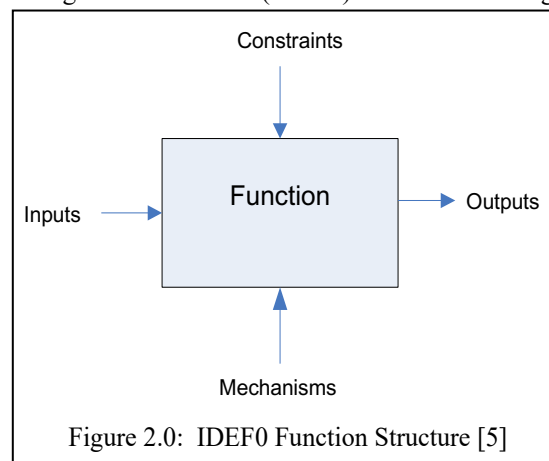 Constraints
Function
Inputs
Outputs
Mechanisms
Figure 2.0: IDEF0 Function Structure [5]